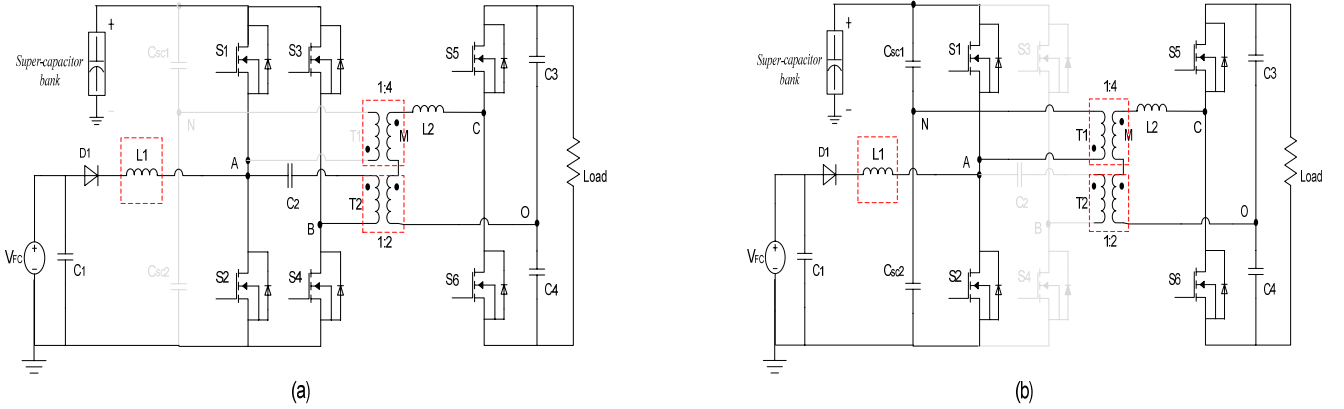 +
Super-capacitor
bank
−
Csc1
S1
S3
S5
C3
1:4
T1
M
L2
C
N
D1
L1
A
C2
T2
B
1:2
O
Load
VFC
+
−
C1
Csc2
S2
S4
S6
C4
(a)
+
Super-capacitor
bank
−
Csc1
S1
S3
S5
C3
1:4
T1
M
L2
C
N
D1
L1
A
C2
T2
B
1:2
O
Load
VFC
+
−
C1
Csc2
S2
S4
S6
C4
(b)